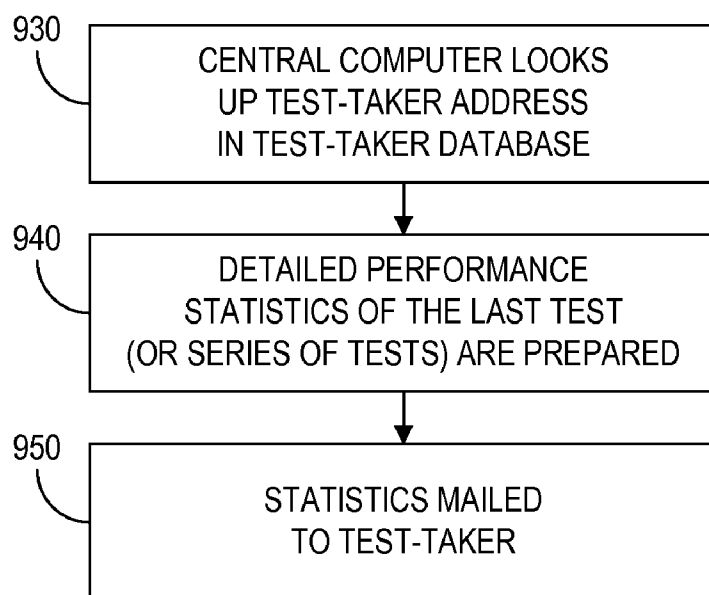 930
CENTRAL COMPUTER LOOKS
UP TEST-TAKER ADDRESS
IN TEST-TAKER DATABASE
940
DETAILED PERFORMANCE
STATISTICS OF THE LAST TEST
(OR SERIES OF TESTS) ARE PREPARED
950
STATISTICS MAILED
TO TEST-TAKER